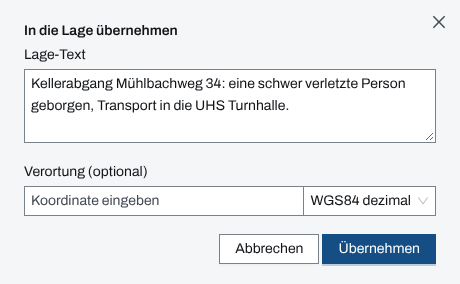 In die Lage übernehmen
Lage-Text
Kellerabgang Mühlbachweg 34: eine schwer verletzte Person
geborgen, Transport in die UHS Turnhalle.
Verortung (optional)
Koordinate eingeben
WGS84 dezimal
Abbrechen
Übernehmen